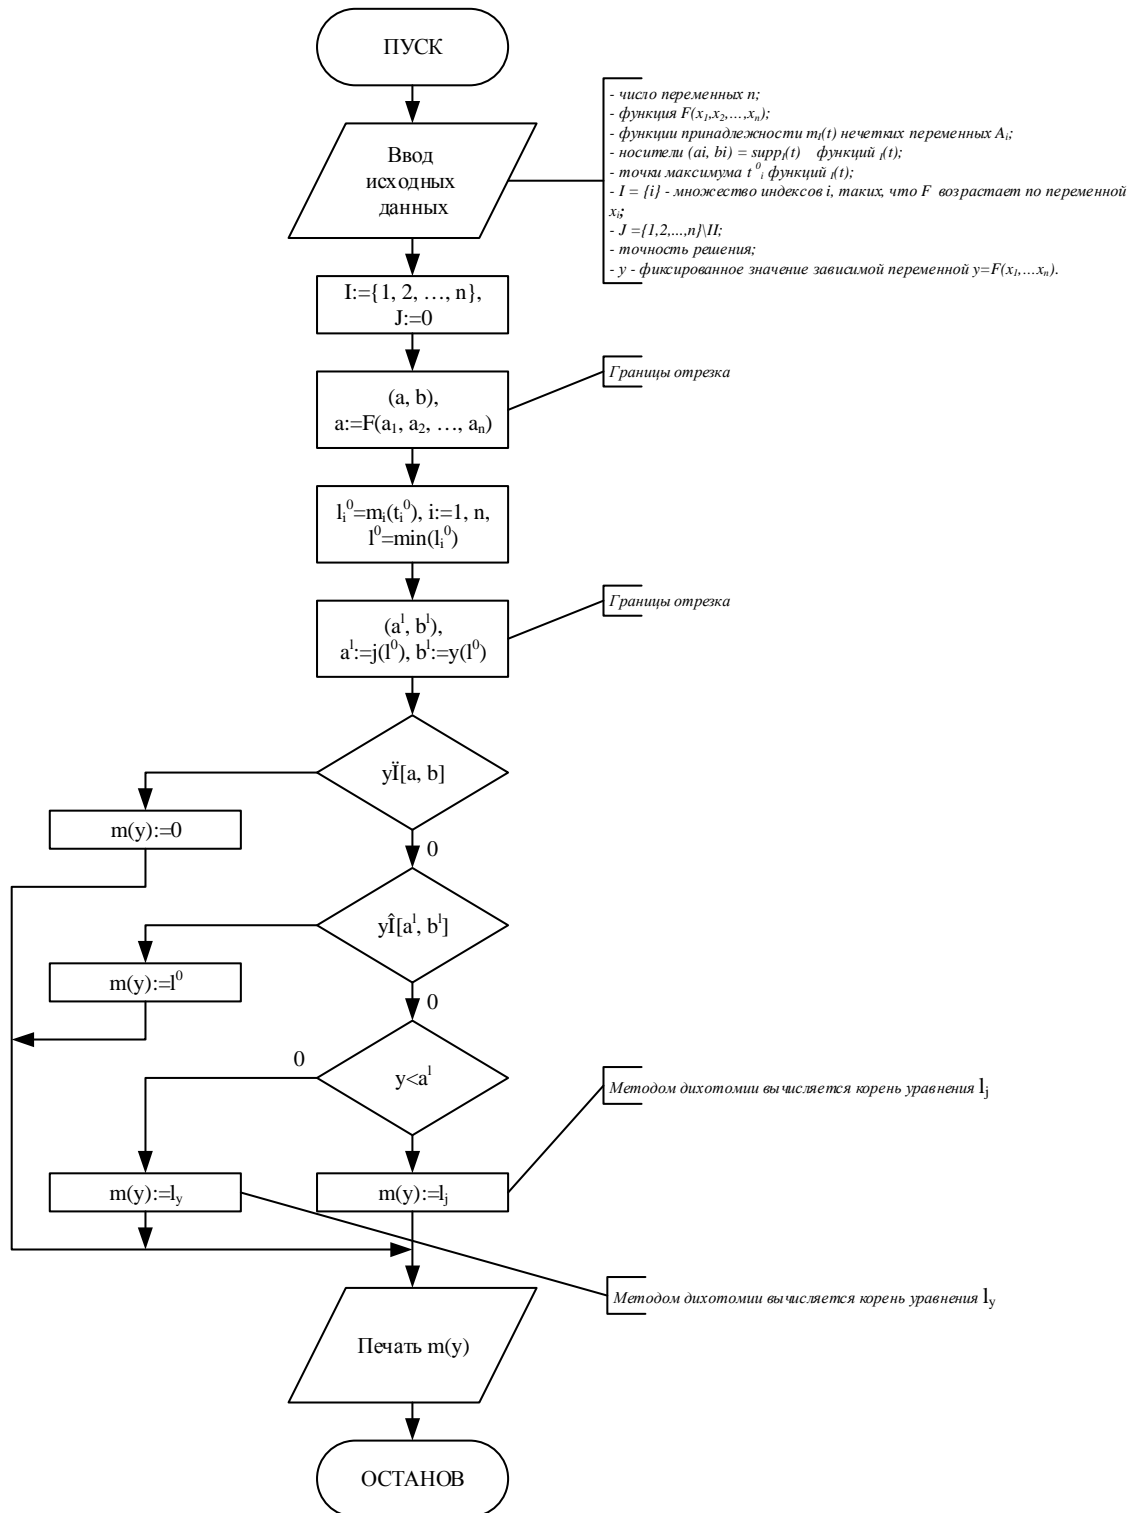 ПУСК
Ввод
исходных
данных
- число переменных n;
- функция F(x₁,x₂,...,xₙ);
- функции принадлежности mᵢ(t) нечетких переменных Aᵢ;
- носители (ai, bi) = suppᵢ(t) функций ᵢ(t);
- точки максимума t⁰ᵢ функций ᵢ(t);
- I = {i} - множество индексов i, таких, что F возрастает по переменной
xᵢ;
- J ={1,2,...,n}\II;
- точность решения;
- y - фиксированное значение зависимой переменной y=F(x₁,...xₙ).
I:={1, 2, …, n},
J:=0
(a, b),
a:=F(a₁, a₂, …, aₙ)
Границы отрезка
lᵢ⁰=mᵢ(tᵢ⁰), i:=1, n,
l⁰=min(lᵢ⁰)
(aˡ, bˡ),
aˡ:=j(l⁰), bˡ:=y(l⁰)
Границы отрезка
yÏ[a, b]
m(y):=0
0
yÎ[aˡ, bˡ]
m(y):=l⁰
0
0
y<aˡ
Методом дихотомии вычисляется корень уравнения lⱼ
m(y):=l_y
m(y):=lⱼ
Методом дихотомии вычисляется корень уравнения l_y
Печать m(y)
ОСТАНОВ